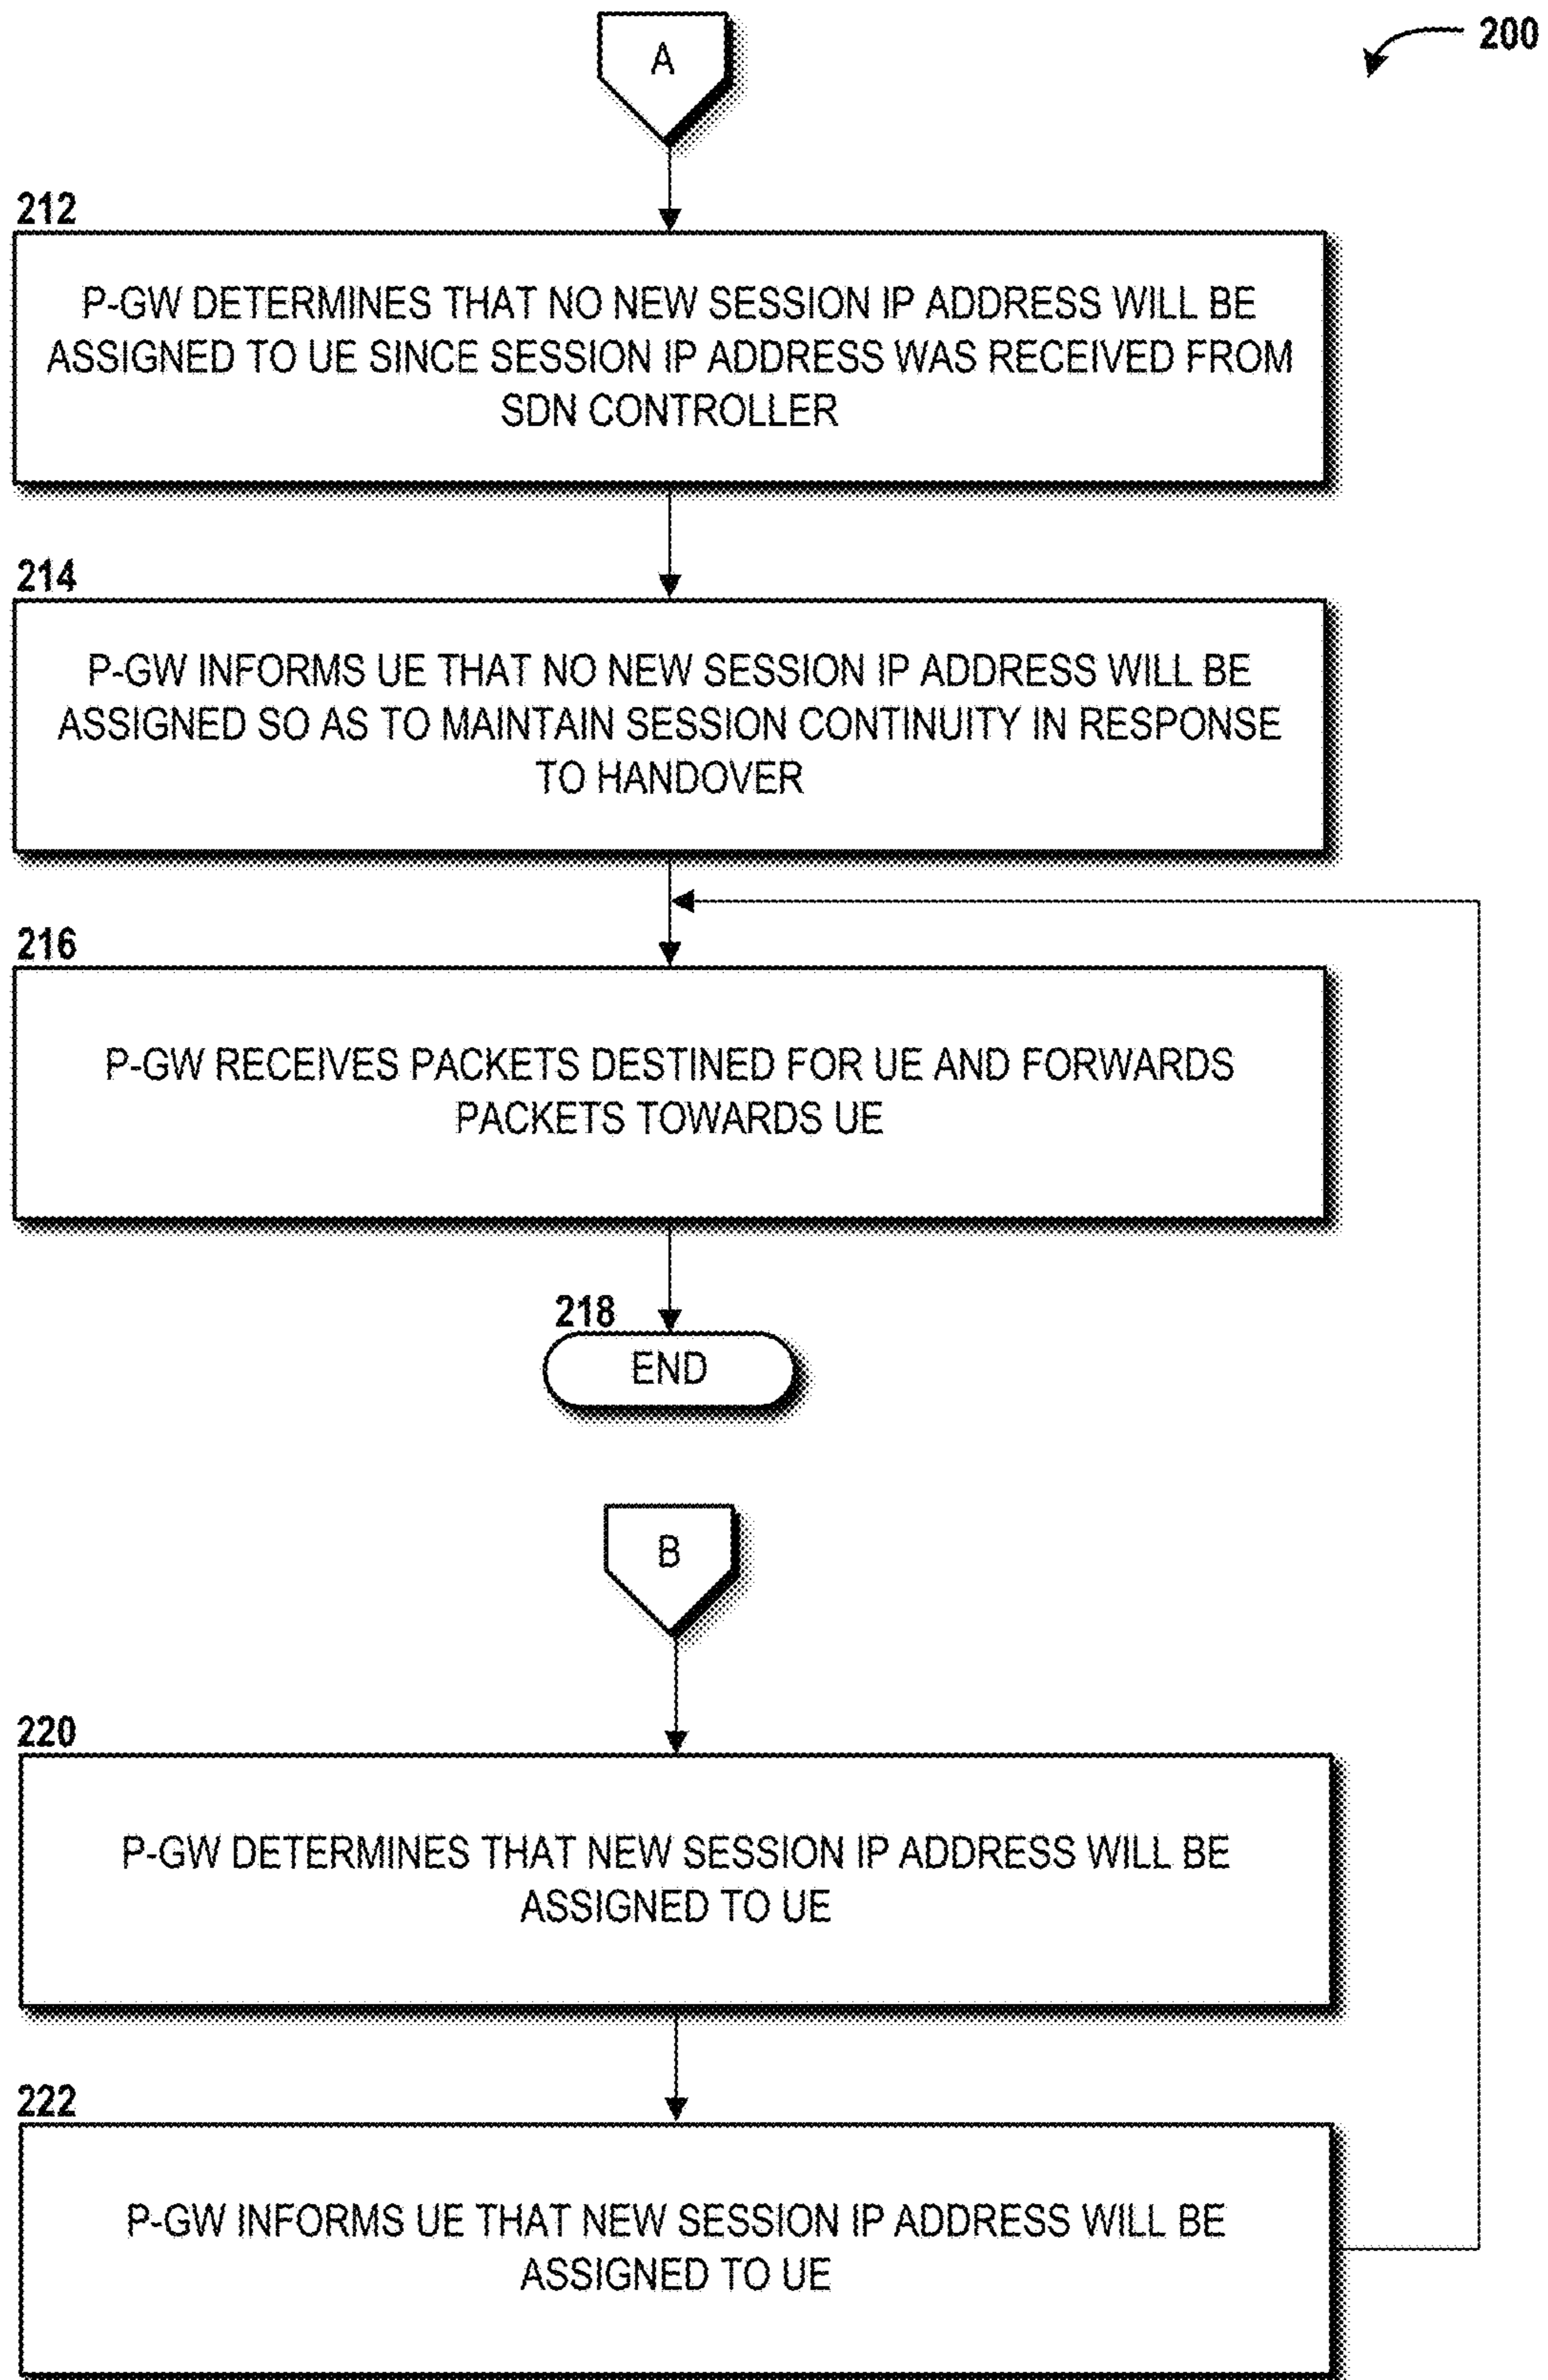 200
A
212
P-GW DETERMINES THAT NO NEW SESSION IP ADDRESS WILL BE
ASSIGNED TO UE SINCE SESSION IP ADDRESS WAS RECEIVED FROM
SDN CONTROLLER
214
P-GW INFORMS UE THAT NO NEW SESSION IP ADDRESS WILL BE
ASSIGNED SO AS TO MAINTAIN SESSION CONTINUITY IN RESPONSE
TO HANDOVER
216
P-GW RECEIVES PACKETS DESTINED FOR UE AND FORWARDS
PACKETS TOWARDS UE
218
END
B
220
P-GW DETERMINES THAT NEW SESSION IP ADDRESS WILL BE
ASSIGNED TO UE
222
P-GW INFORMS UE THAT NEW SESSION IP ADDRESS WILL BE
ASSIGNED TO UE